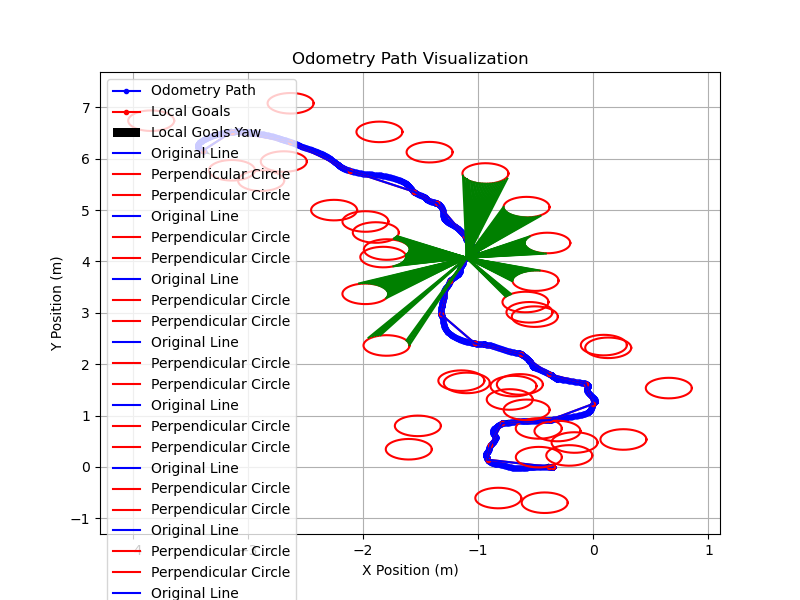 Odometry Path Visualization
Odometry Path
Local Goals
Local Goals Yaw
Original Line
Perpendicular Circle
Perpendicular Circle
Original Line
Perpendicular Circle
Perpendicular Circle
Original Line
Perpendicular Circle
Perpendicular Circle
Original Line
Perpendicular Circle
Perpendicular Circle
Original Line
Perpendicular Circle
Perpendicular Circle
Original Line
Perpendicular Circle
Perpendicular Circle
Original Line
Perpendicular Circle
Perpendicular Circle
Original Line
7
6
5
4
3
2
1
0
−1
Y Position (m)
−4 −3 −2 −1 0 1
X Position (m)